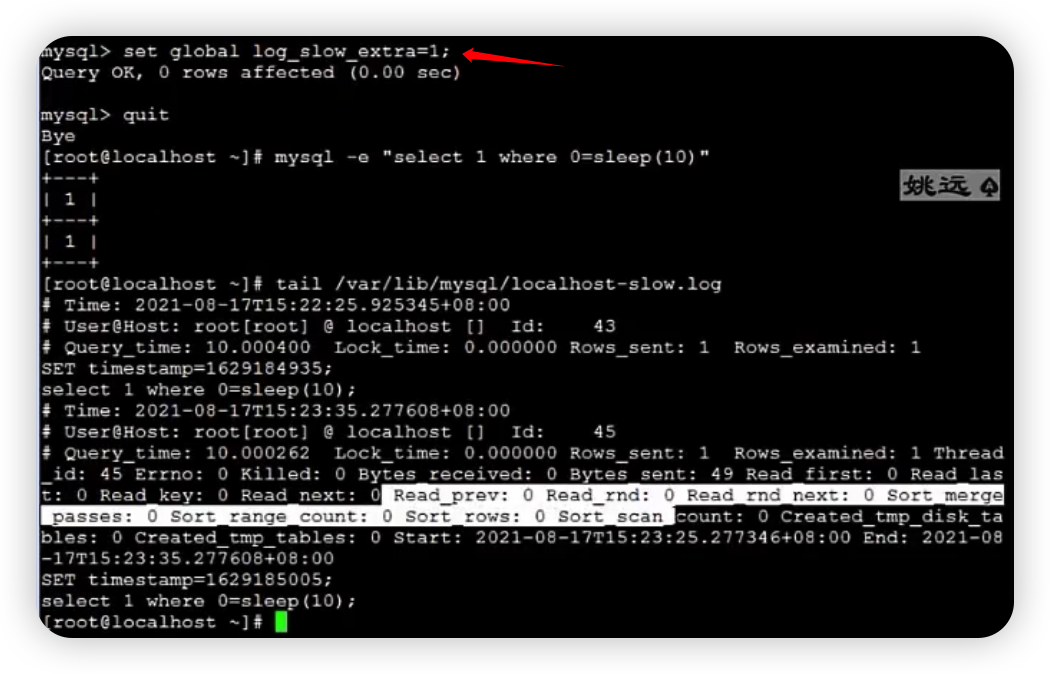 mysql> set global log_slow_extra=1;
Query OK, 0 rows affected (0.00 sec)
mysql> quit
Bye
[root@localhost ~]# mysql -e "select 1 where 0=sleep(10)"
+---+
| 1 |
+---+
| 1 |
+---+
姚远
[root@localhost ~]# tail /var/lib/mysql/localhost-slow.log
# Time: 2021-08-17T15:22:25.925345+08:00
# User@Host: root[root] @ localhost []  Id:    43
# Query_time: 10.000400  Lock_time: 0.000000 Rows_sent: 1  Rows_examined: 1
SET timestamp=1629184935;
select 1 where 0=sleep(10);
# Time: 2021-08-17T15:23:35.277608+08:00
# User@Host: root[root] @ localhost []  Id:    45
# Query_time: 10.000262  Lock_time: 0.000000 Rows_sent: 1  Rows_examined: 1 Thread
_id: 45 Errno: 0 Killed: 0 Bytes_received: 0 Bytes_sent: 49 Read_first: 0 Read_las
t: 0 Read_key: 0 Read_next: 0 Read_prev: 0 Read_rnd: 0 Read_rnd_next: 0 Sort_merge
_passes: 0 Sort_range_count: 0 Sort_rows: 0 Sort_scan_count: 0 Created_tmp_disk_ta
bles: 0 Created_tmp_tables: 0 Start: 2021-08-17T15:23:25.277346+08:00 End: 2021-08
-17T15:23:35.277608+08:00
SET timestamp=1629185005;
select 1 where 0=sleep(10);
[root@localhost ~]#